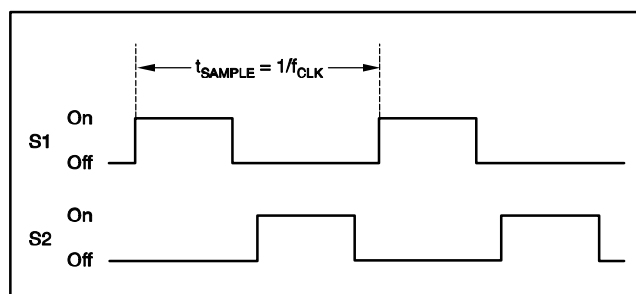 tSAMPLE = 1/fCLK
On
S1
Off
On
S2
Off